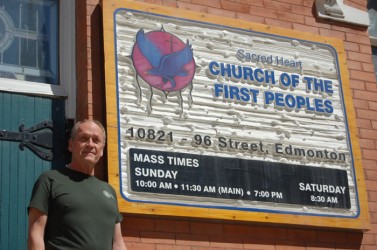 Sacred Heart
CHURCH OF THE
FIRST PEOPLES
10821 - 96 Street, Edmonton
MASS TIMES
SUNDAY SATURDAY
10:00 AM • 11:30 AM (MAIN) • 7:00 PM 8:30 AM